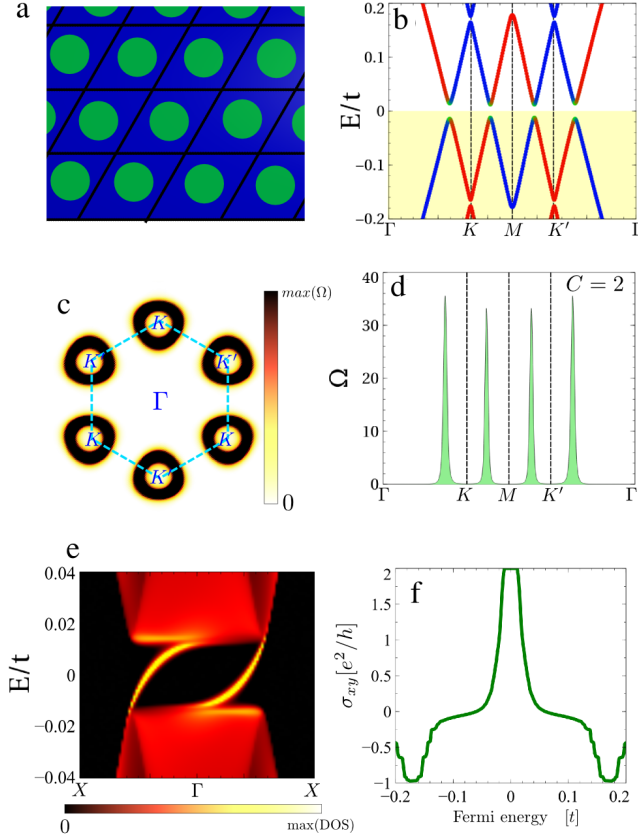 a
b
E/t
0.2
0.1
0
−0.1
−0.2
Γ K M K′ Γ
c
K
K′ K′
Γ
K K
K′
max(Ω)
0
d
C = 2
Ω
40
30
20
10
0
Γ K M K′ Γ
e
E/t
0.04
0.02
0
−0.02
−0.04
X Γ X
0 max(DOS)
f
σxy[e²/h]
2
1.5
1
0.5
0
−0.5
−1
−0.2 −0.1 0 0.1 0.2
Fermi energy [t]